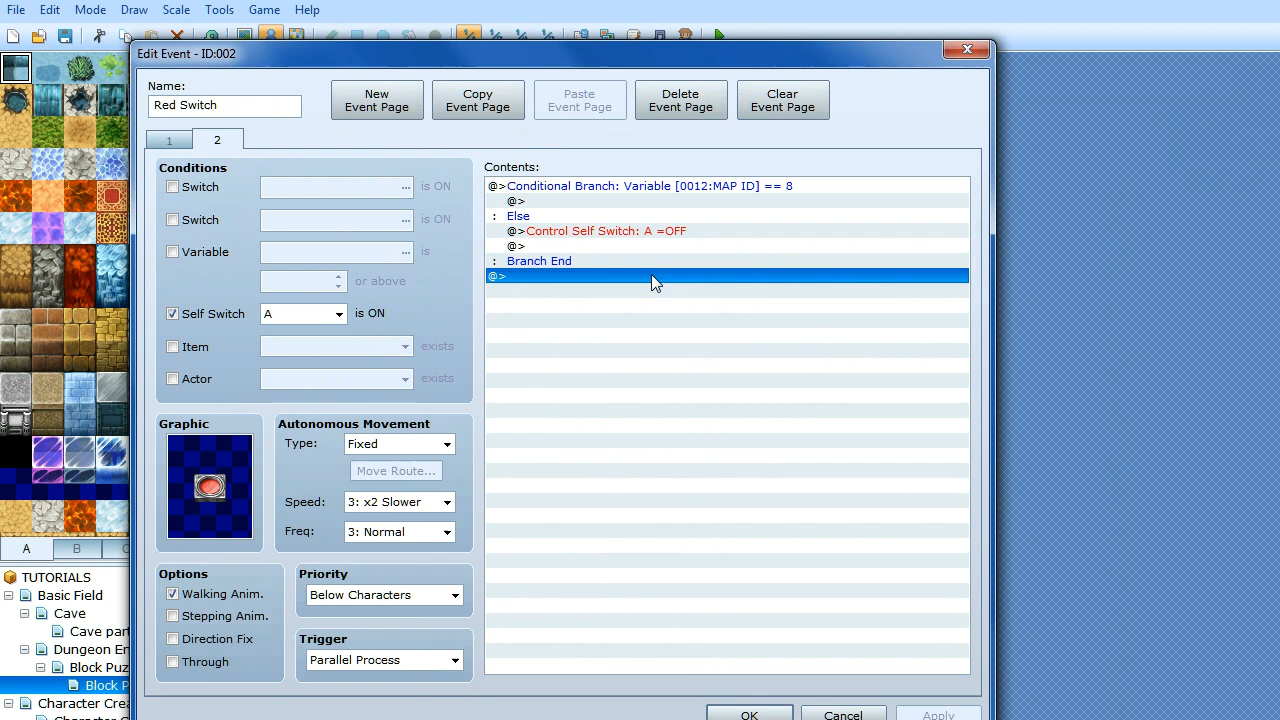 File Edit Mode Draw Scale Tools Game Help
Edit Event - ID:002
Name:
Red Switch
New Event Page
Copy Event Page
Paste Event Page
Delete Event Page
Clear Event Page
1 2
Conditions
Switch ... is ON
Switch ... is ON
Variable ... is
or above
Self Switch A is ON
Item exists
Actor exists
Graphic
Autonomous Movement
Type: Fixed
Move Route...
Speed: 3: x2 Slower
Freq: 3: Normal
Options
Walking Anim.
Stepping Anim.
Direction Fix
Through
Priority
Below Characters
Trigger
Parallel Process
Contents:
@>Conditional Branch: Variable [0012:MAP ID] == 8
@>
: Else
@>Control Self Switch: A =OFF
@>
: Branch End
@>
OK Cancel Apply
A B
TUTORIALS
Basic Field
Cave
Cave part
Dungeon En
Block Puz
Block P
Character Crea